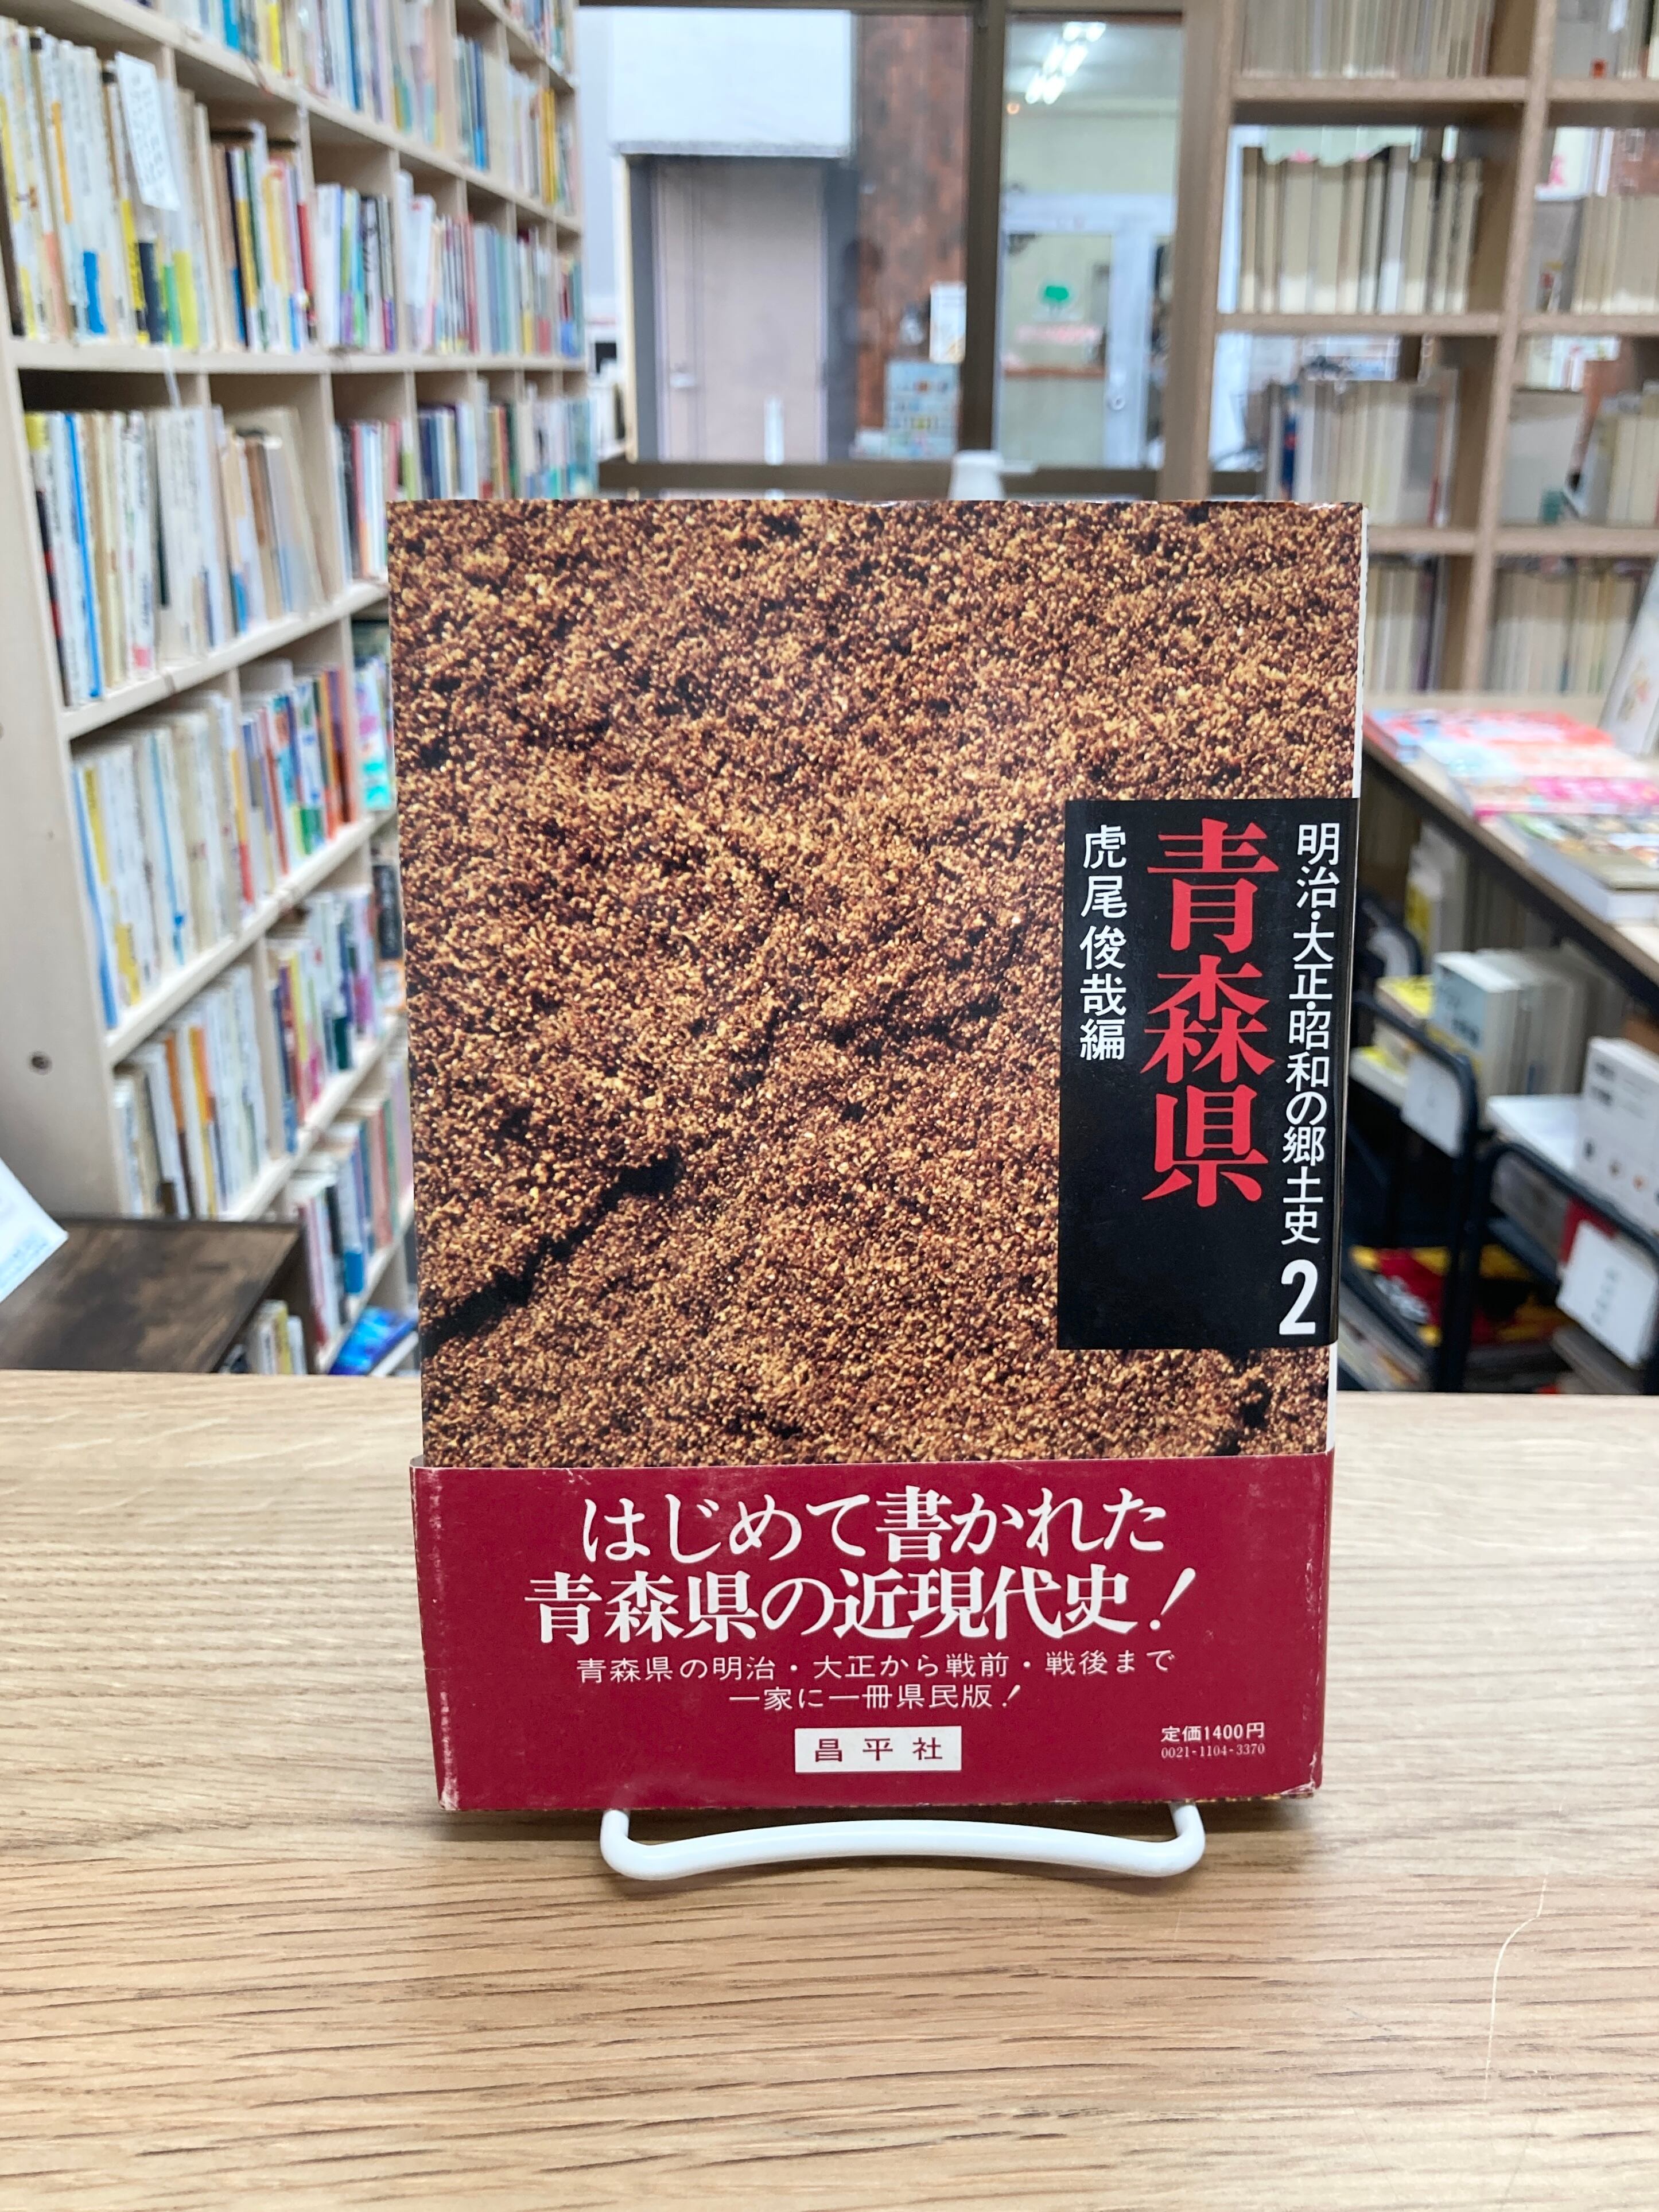 明治・大正・昭和の郷土史 2
青森県
虎尾俊哉編
はじめて書かれた
青森県の近現代史!
青森県の明治・大正から戦前・戦後まで
一家に一冊県民版!
昌平社
定価1400円
0021-1104-3370